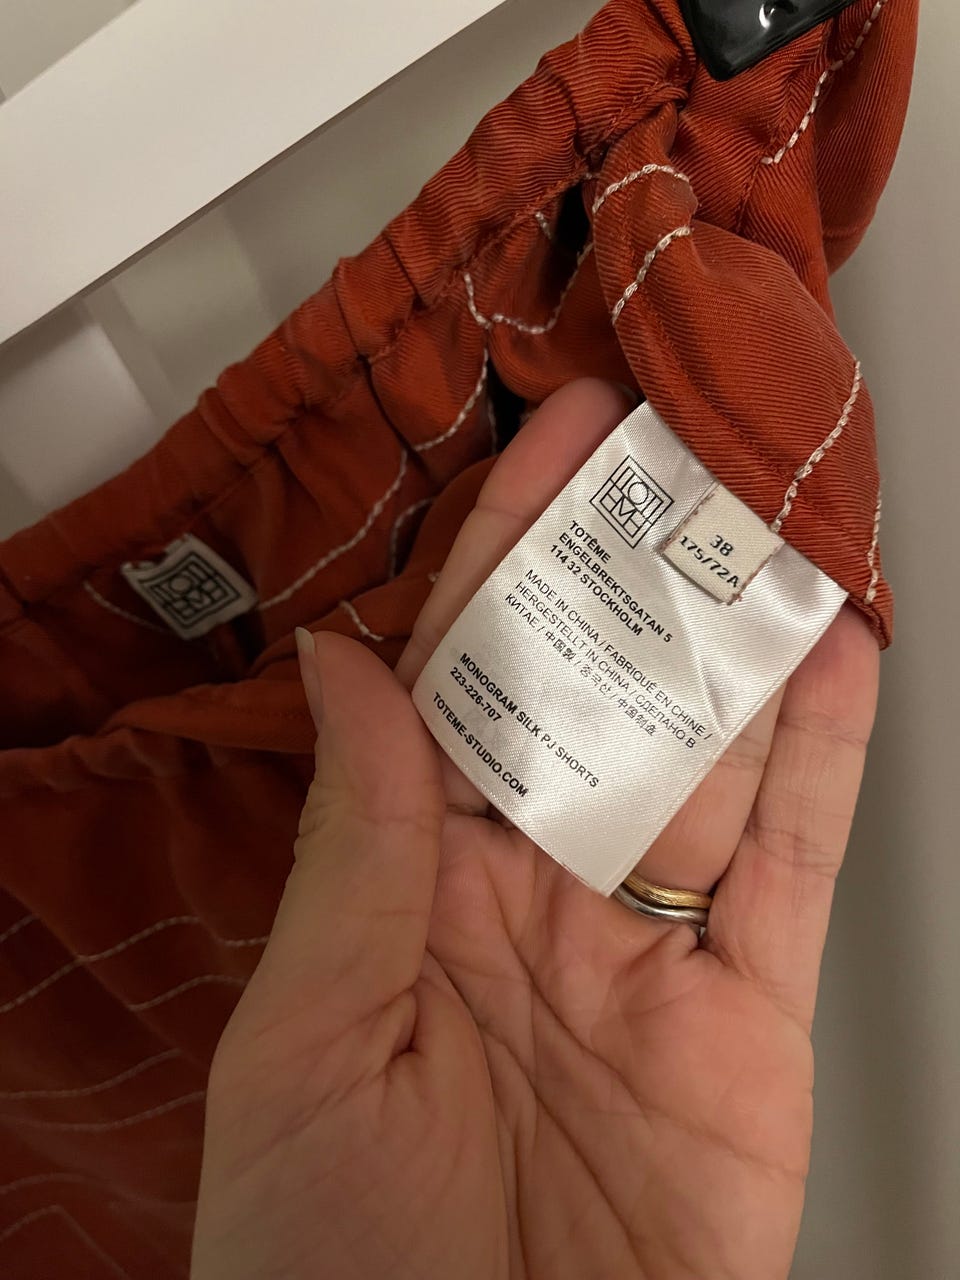 TOTÊME
ENGELBREKTSGATAN 5
114 32 STOCKHOLM
38
175/72A
MADE IN CHINA / FABRIQUÉ EN CHINE /
HERGESTELLT IN CHINA / СДЕЛАНО В
КИТАЕ / 中国製 / 중국산 / 中国制造
MONOGRAM SILK PJ SHORTS
223-226-707
TOTEME-STUDIO.COM